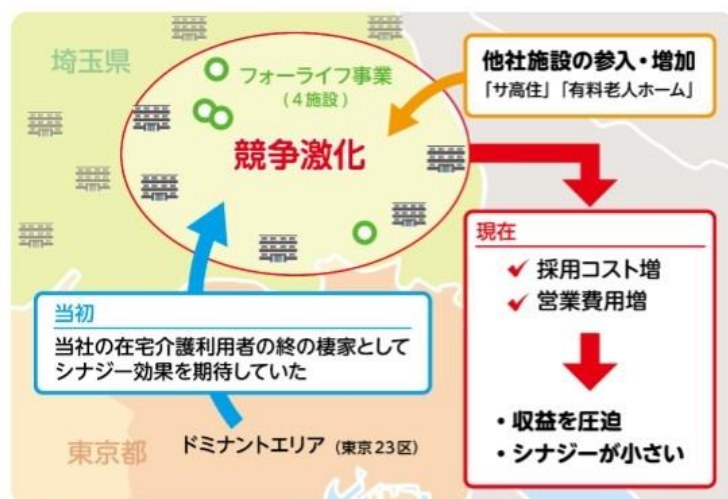 埼玉県
フォーライフ事業
(4施設)
競争激化
他社施設の参入・増加
「サ高住」「有料老人ホーム」
当初
当社の在宅介護利用者の終の棲家として
シナジー効果を期待していた
東京都
ドミナントエリア(東京23区)
現在
採用コスト増
営業費用増
・収益を圧迫
・シナジーが小さい